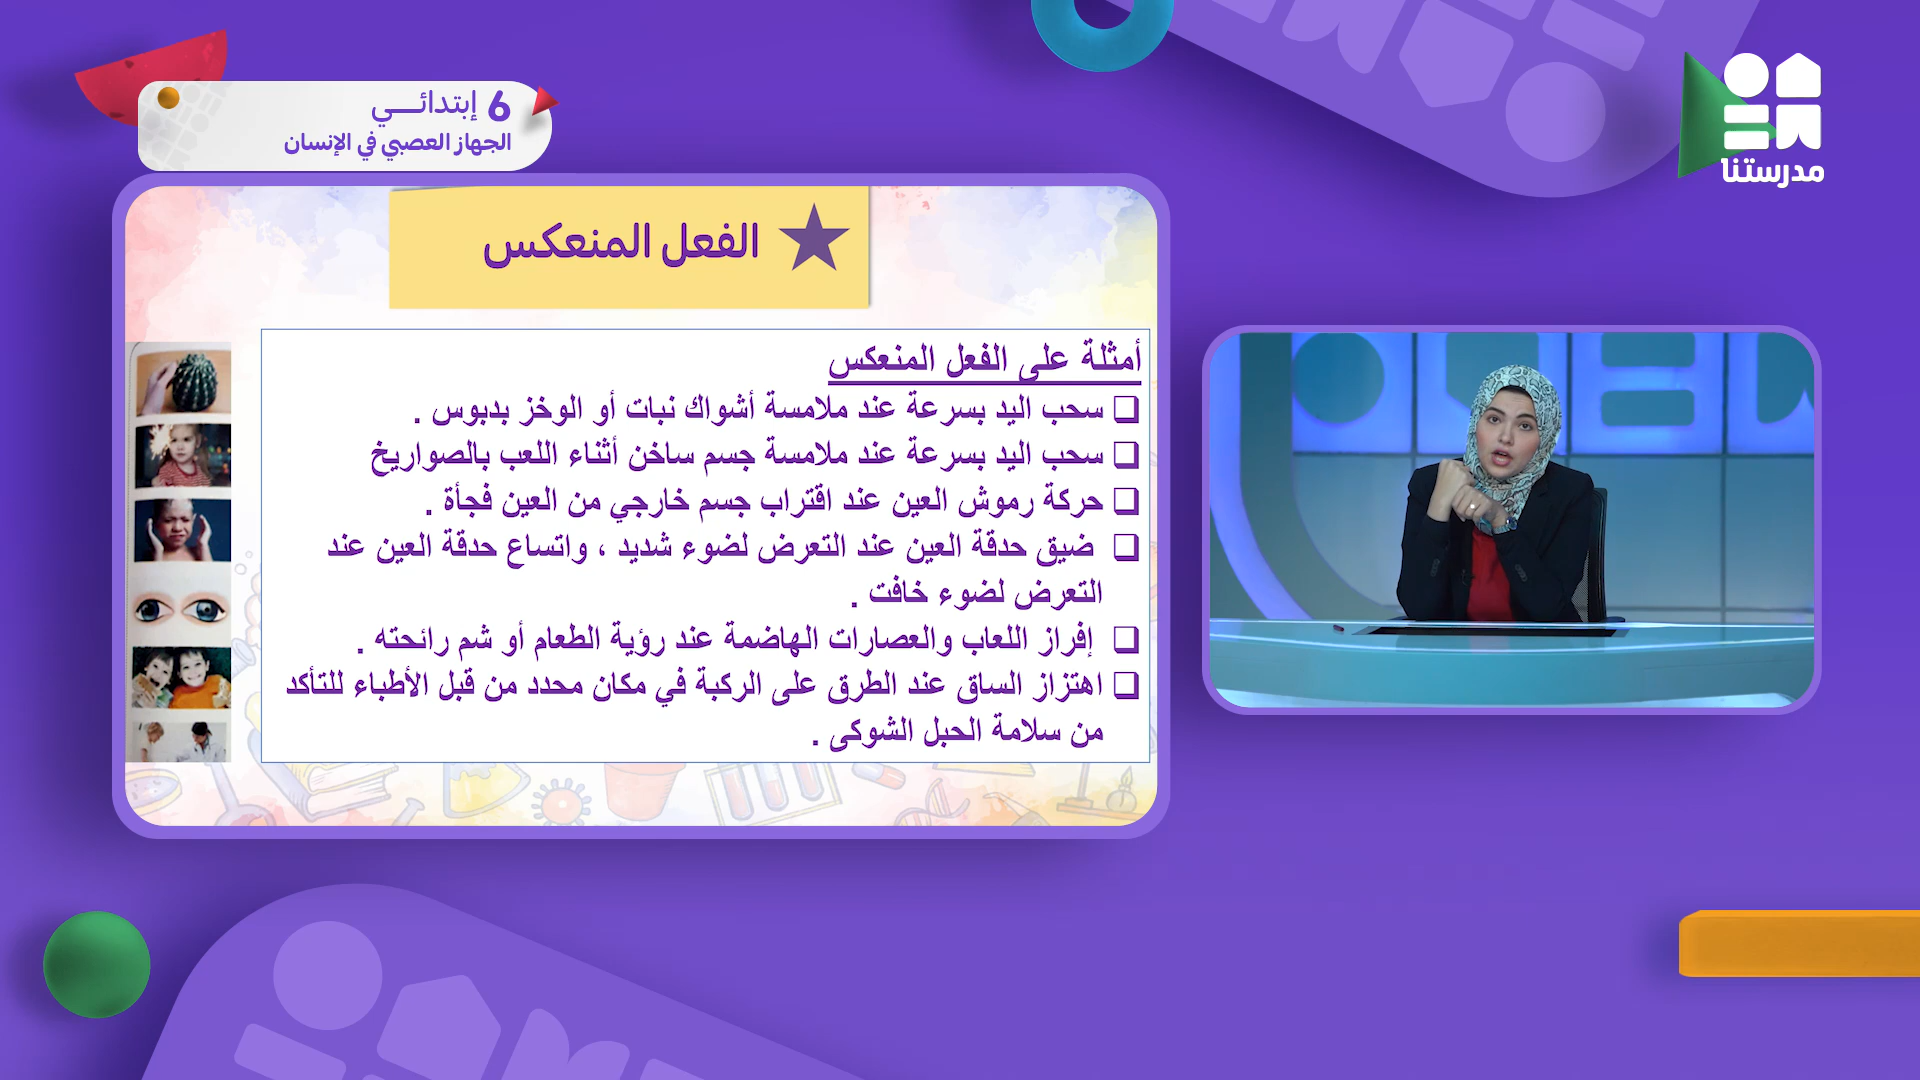 6 إبتدائي
الجهاز العصبي في الإنسان
مدرستنا
الفعل المنعكس
أمثلة على الفعل المنعكس
سحب اليد بسرعة عند ملامسة أشواك نبات أو الوخز بدبوس .
سحب اليد بسرعة عند ملامسة جسم ساخن أثناء اللعب بالصواريخ
حركة رموش العين عند اقتراب جسم خارجي من العين فجأة .
ضيق حدقة العين عند التعرض لضوء شديد ، واتساع حدقة العين عند
التعرض لضوء خافت .
إفراز اللعاب والعصارات الهاضمة عند رؤية الطعام أو شم رائحته .
اهتزاز الساق عند الطرق على الركبة في مكان محدد من قبل الأطباء للتأكد
من سلامة الحبل الشوكى .